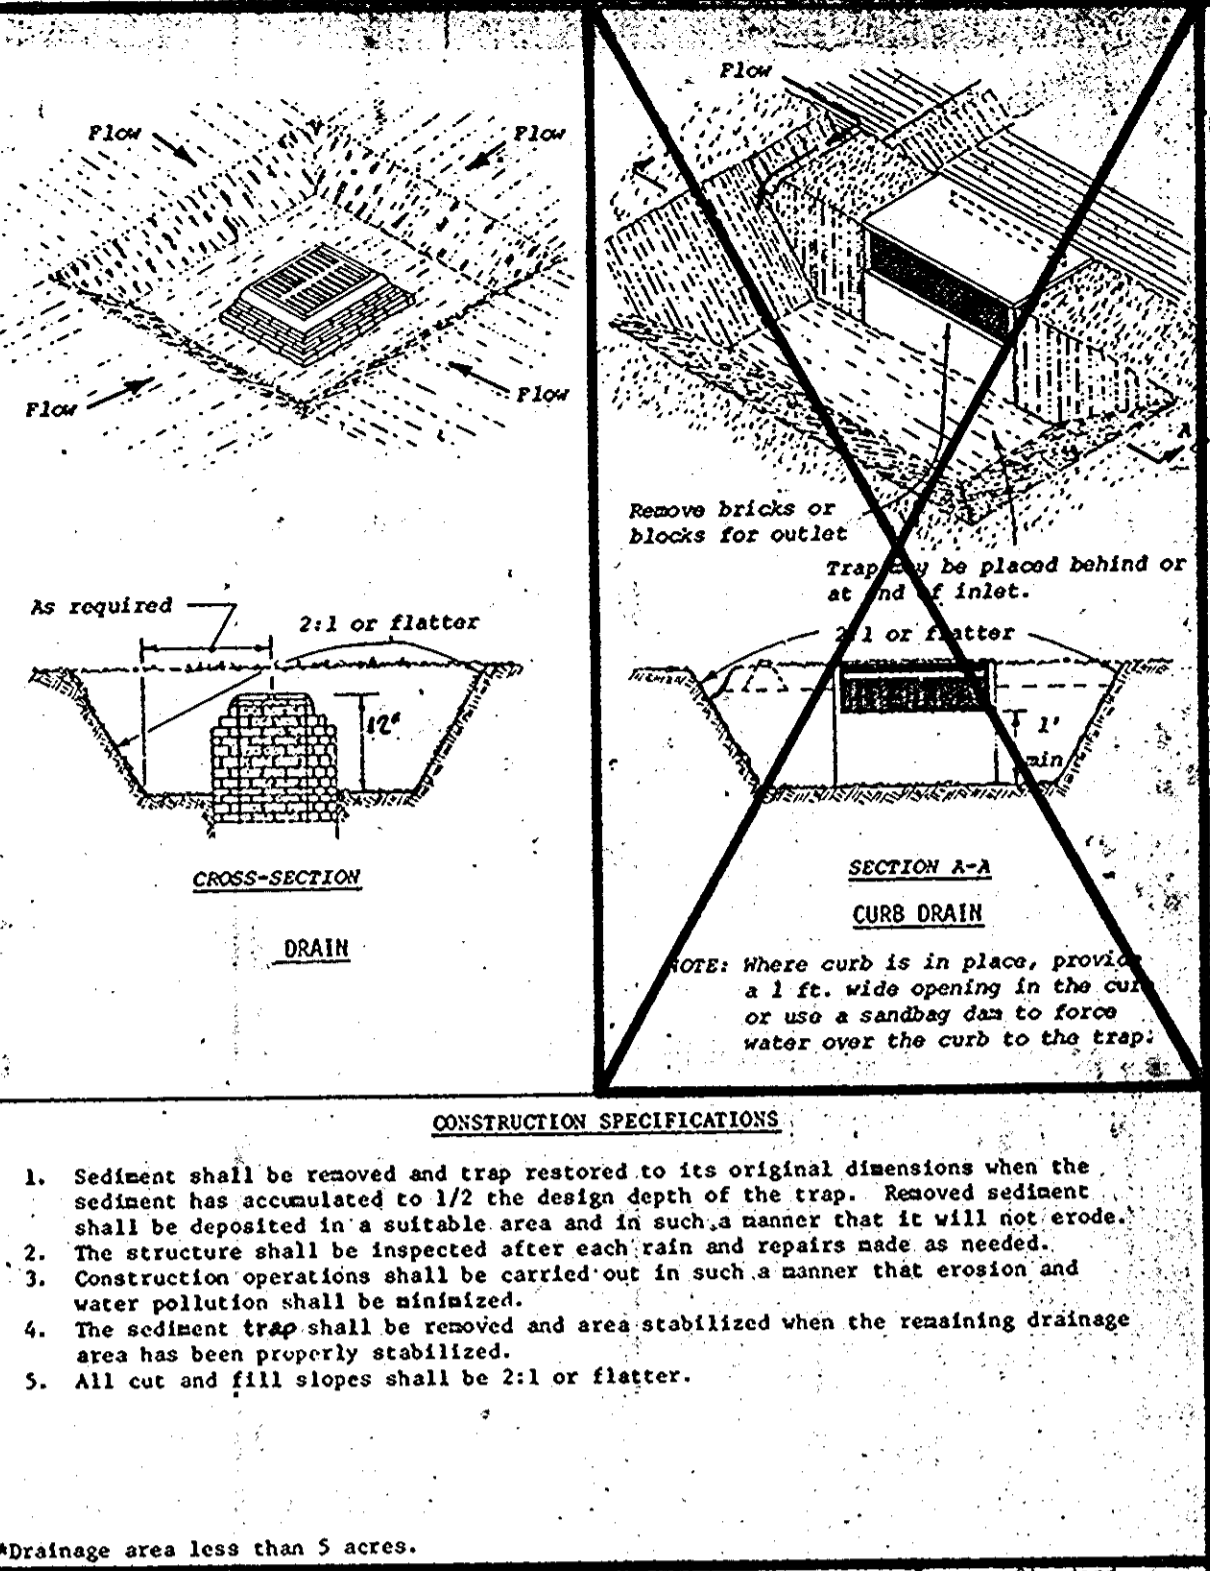 Flow
Flow
Flow
Flow
As required
2:1 or flatter
12"
CROSS-SECTION
DRAIN
Flow
A
Remove bricks or
blocks for outlet
Trap may be placed behind or
at end of inlet.
2:1 or flatter
1'
min
SECTION A-A
CURB DRAIN
NOTE: Where curb is in place, provide
a 1 ft. wide opening in the curb
or use a sandbag dam to force
water over the curb to the trap.
CONSTRUCTION SPECIFICATIONS
1. Sediment shall be removed and trap restored to its original dimensions when the
sediment has accumulated to 1/2 the design depth of the trap. Removed sediment
shall be deposited in a suitable area and in such a manner that it will not erode.
2. The structure shall be inspected after each rain and repairs made as needed.
3. Construction operations shall be carried out in such a manner that erosion and
water pollution shall be minimized.
4. The sediment trap shall be removed and area stabilized when the remaining drainage
area has been properly stabilized.
5. All cut and fill slopes shall be 2:1 or flatter.
*Drainage area less than 5 acres.